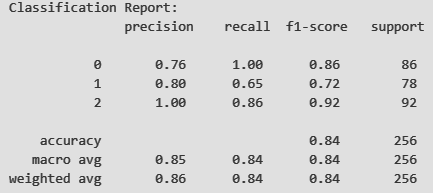 Classification Report:
precision recall f1-score support
0 0.76 1.00 0.86 86
1 0.80 0.65 0.72 78
2 1.00 0.86 0.92 92
accuracy 0.84 256
macro avg 0.85 0.84 0.84 256
weighted avg 0.86 0.84 0.84 256